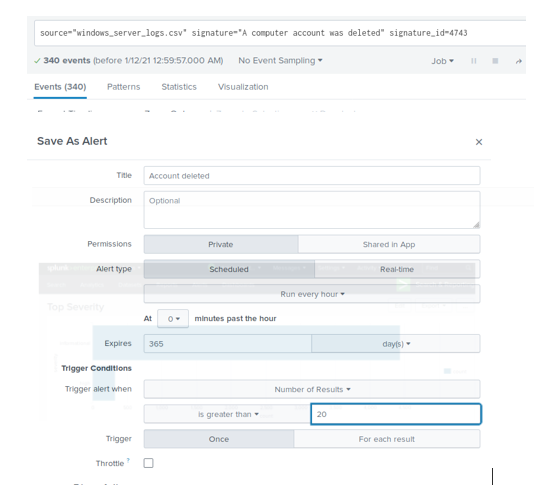 source="windows_server_logs.csv" signature="A computer account was deleted" signature_id=4743
340 events (before 1/12/21 12:59:57.000 AM) No Event Sampling Job
Events (340) Patterns Statistics Visualization
Save As Alert
Title Account deleted
Description Optional
Permissions Private Shared in App
Alert type Scheduled Real-time
Run every hour
Top Severity
At 0 minutes past the hour
Expires 365 day(s)
Trigger Conditions
Trigger alert when Number of Results
is greater than 20
Trigger Once For each result
Throttle ?